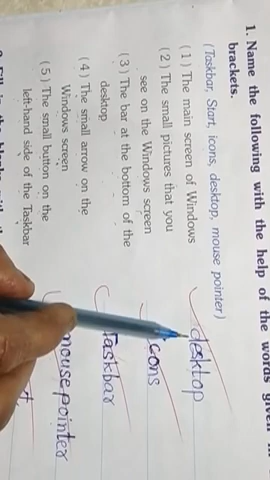 1. Name the following with the help of the words given
brackets.
(Taskbar, Start, icons, desktop, mouse pointer)
(1) The main screen of Windows desktop
(2) The small pictures that you
see on the Windows screen icons
(3) The bar at the bottom of the
desktop Taskbar
(4) The small arrow on the
Windows screen mouse pointer
(5) The small button on the
left-hand side of the Taskbar